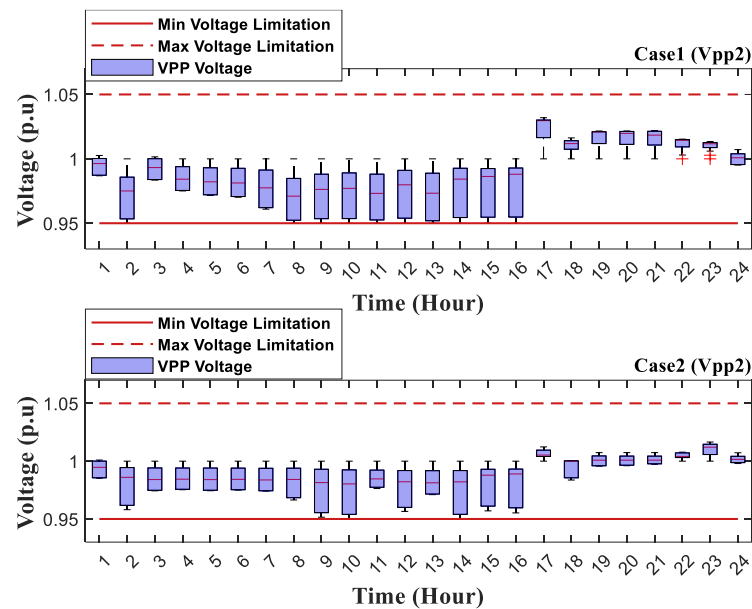 Min Voltage Limitation
Max Voltage Limitation
VPP Voltage
Case1 (Vpp2)
Voltage (p.u)
1.05
1
0.95
1 2 3 4 5 6 7 8 9 10 11 12 13 14 15 16 17 18 19 20 21 22 23 24
Time (Hour)
Min Voltage Limitation
Max Voltage Limitation
VPP Voltage
Case2 (Vpp2)
Voltage (p.u)
1.05
1
0.95
1 2 3 4 5 6 7 8 9 10 11 12 13 14 15 16 17 18 19 20 21 22 23 24
Time (Hour)